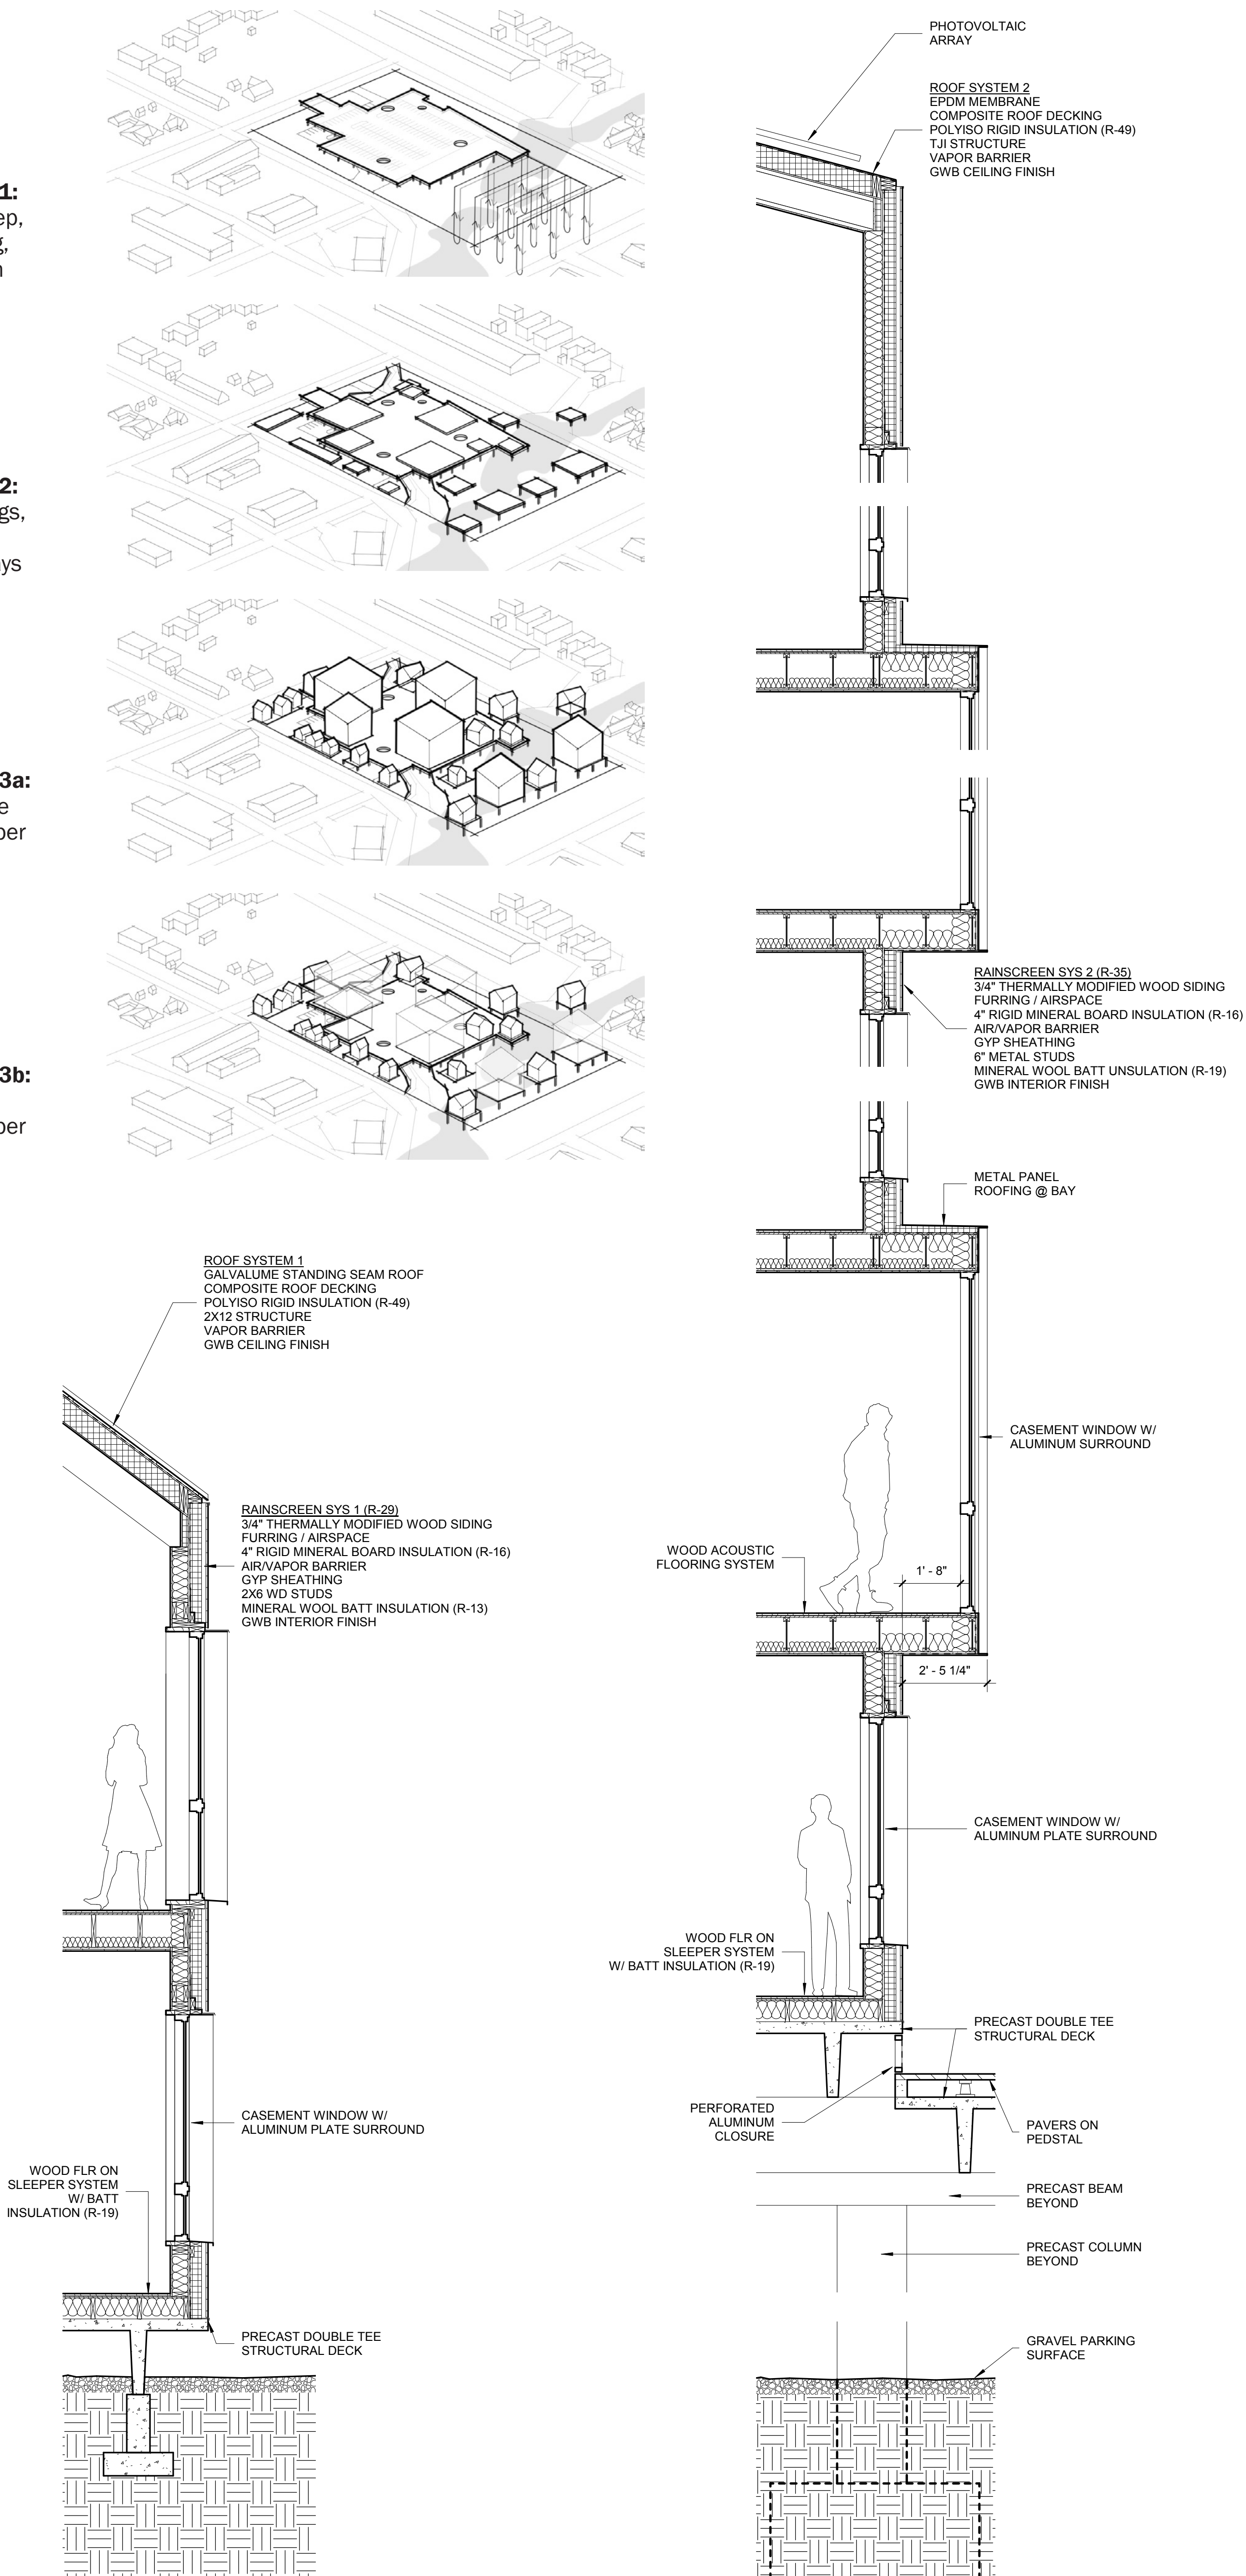 1:
ep,
g,
n
2:
gs,
ays
3a:
e
per
3b:
per
PHOTOVOLTAIC
ARRAY
ROOF SYSTEM 2
EPDM MEMBRANE
COMPOSITE ROOF DECKING
POLYISO RIGID INSULATION (R-49)
TJI STRUCTURE
VAPOR BARRIER
GWB CEILING FINISH
RAINSCREEN SYS 2 (R-35)
3/4" THERMALLY MODIFIED WOOD SIDING
FURRING / AIRSPACE
4" RIGID MINERAL BOARD INSULATION (R-16)
AIR/VAPOR BARRIER
GYP SHEATHING
6" METAL STUDS
MINERAL WOOL BATT UNSULATION (R-19)
GWB INTERIOR FINISH
METAL PANEL
ROOFING @ BAY
ROOF SYSTEM 1
GALVALUME STANDING SEAM ROOF
COMPOSITE ROOF DECKING
POLYISO RIGID INSULATION (R-49)
2X12 STRUCTURE
VAPOR BARRIER
GWB CEILING FINISH
RAINSCREEN SYS 1 (R-29)
3/4" THERMALLY MODIFIED WOOD SIDING
FURRING / AIRSPACE
4" RIGID MINERAL BOARD INSULATION (R-16)
AIR/VAPOR BARRIER
GYP SHEATHING
2X6 WD STUDS
MINERAL WOOL BATT INSULATION (R-13)
GWB INTERIOR FINISH
CASEMENT WINDOW W/
ALUMINUM SURROUND
WOOD ACOUSTIC
FLOORING SYSTEM
1' - 8"
2' - 5 1/4"
CASEMENT WINDOW W/
ALUMINUM PLATE SURROUND
WOOD FLR ON
SLEEPER SYSTEM
W/ BATT INSULATION (R-19)
PRECAST DOUBLE TEE
STRUCTURAL DECK
PERFORATED
ALUMINUM
CLOSURE
PAVERS ON
PEDSTAL
PRECAST BEAM
BEYOND
PRECAST COLUMN
BEYOND
GRAVEL PARKING
SURFACE
CASEMENT WINDOW W/
ALUMINUM PLATE SURROUND
WOOD FLR ON
SLEEPER SYSTEM
W/ BATT
INSULATION (R-19)
PRECAST DOUBLE TEE
STRUCTURAL DECK